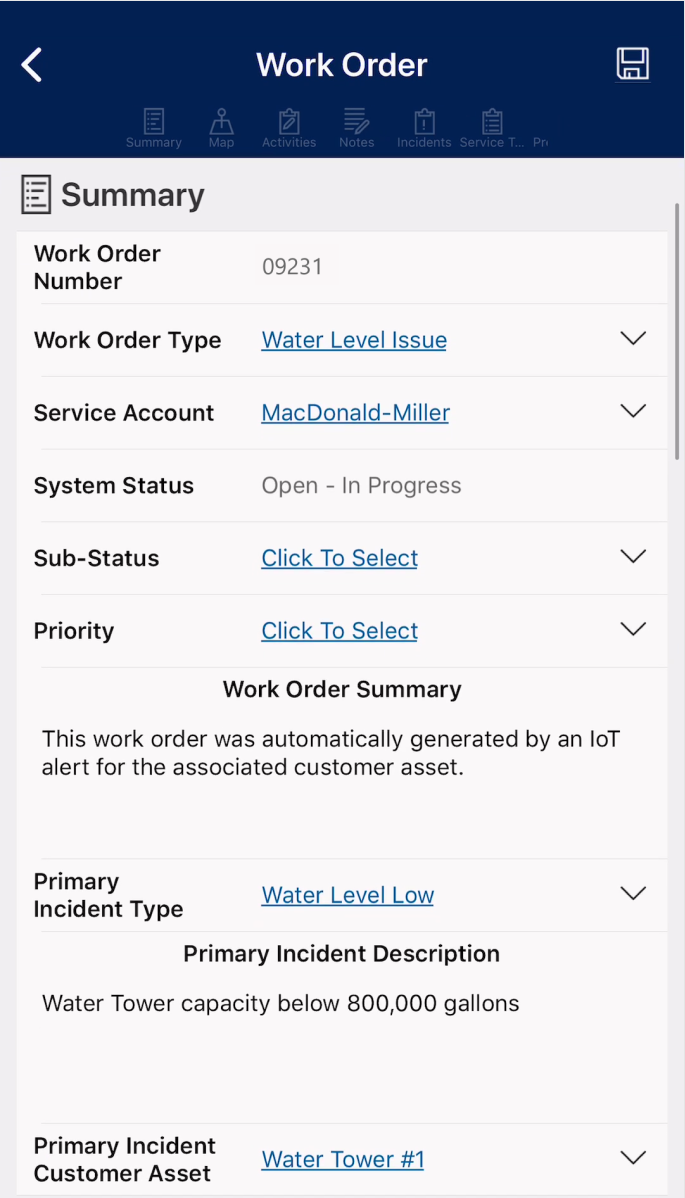 Work Order
Summary Map Activities Notes Incidents Service T... Pr
Summary
Work Order
Number
09231
Work Order Type
Water Level Issue
Service Account
MacDonald-Miller
System Status
Open - In Progress
Sub-Status
Click To Select
Priority
Click To Select
Work Order Summary
This work order was automatically generated by an IoT
alert for the associated customer asset.
Primary
Incident Type
Water Level Low
Primary Incident Description
Water Tower capacity below 800,000 gallons
Primary Incident
Customer Asset
Water Tower #1